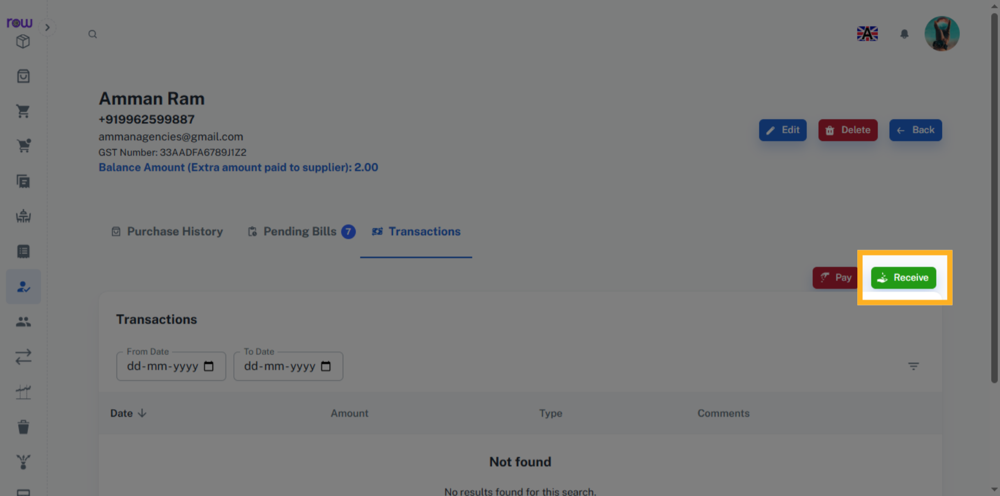 row
A
Amman Ram
+919962599887
ammanagencies@gmail.com
GST Number: 33AADFA6789J1Z2
Balance Amount (Extra amount paid to supplier): 2.00
Edit
Delete
Back
Purchase History
Pending Bills 7
Transactions
Pay
Receive
Transactions
From Date
dd-mm-yyyy
To Date
dd-mm-yyyy
Date
Amount
Type
Comments
Not found
No results found for this search.